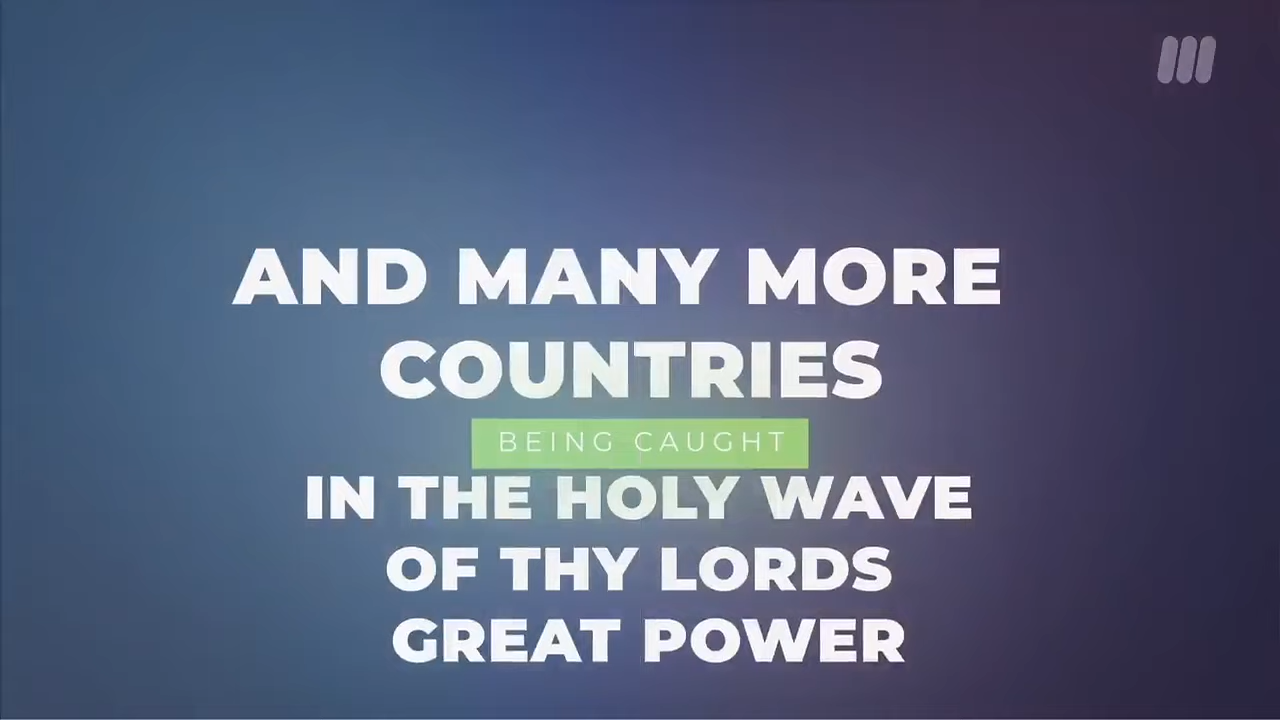 AND MANY MORE
COUNTRIES
BEING CAUGHT
IN THE HOLY WAVE
OF THY LORDS
GREAT POWER